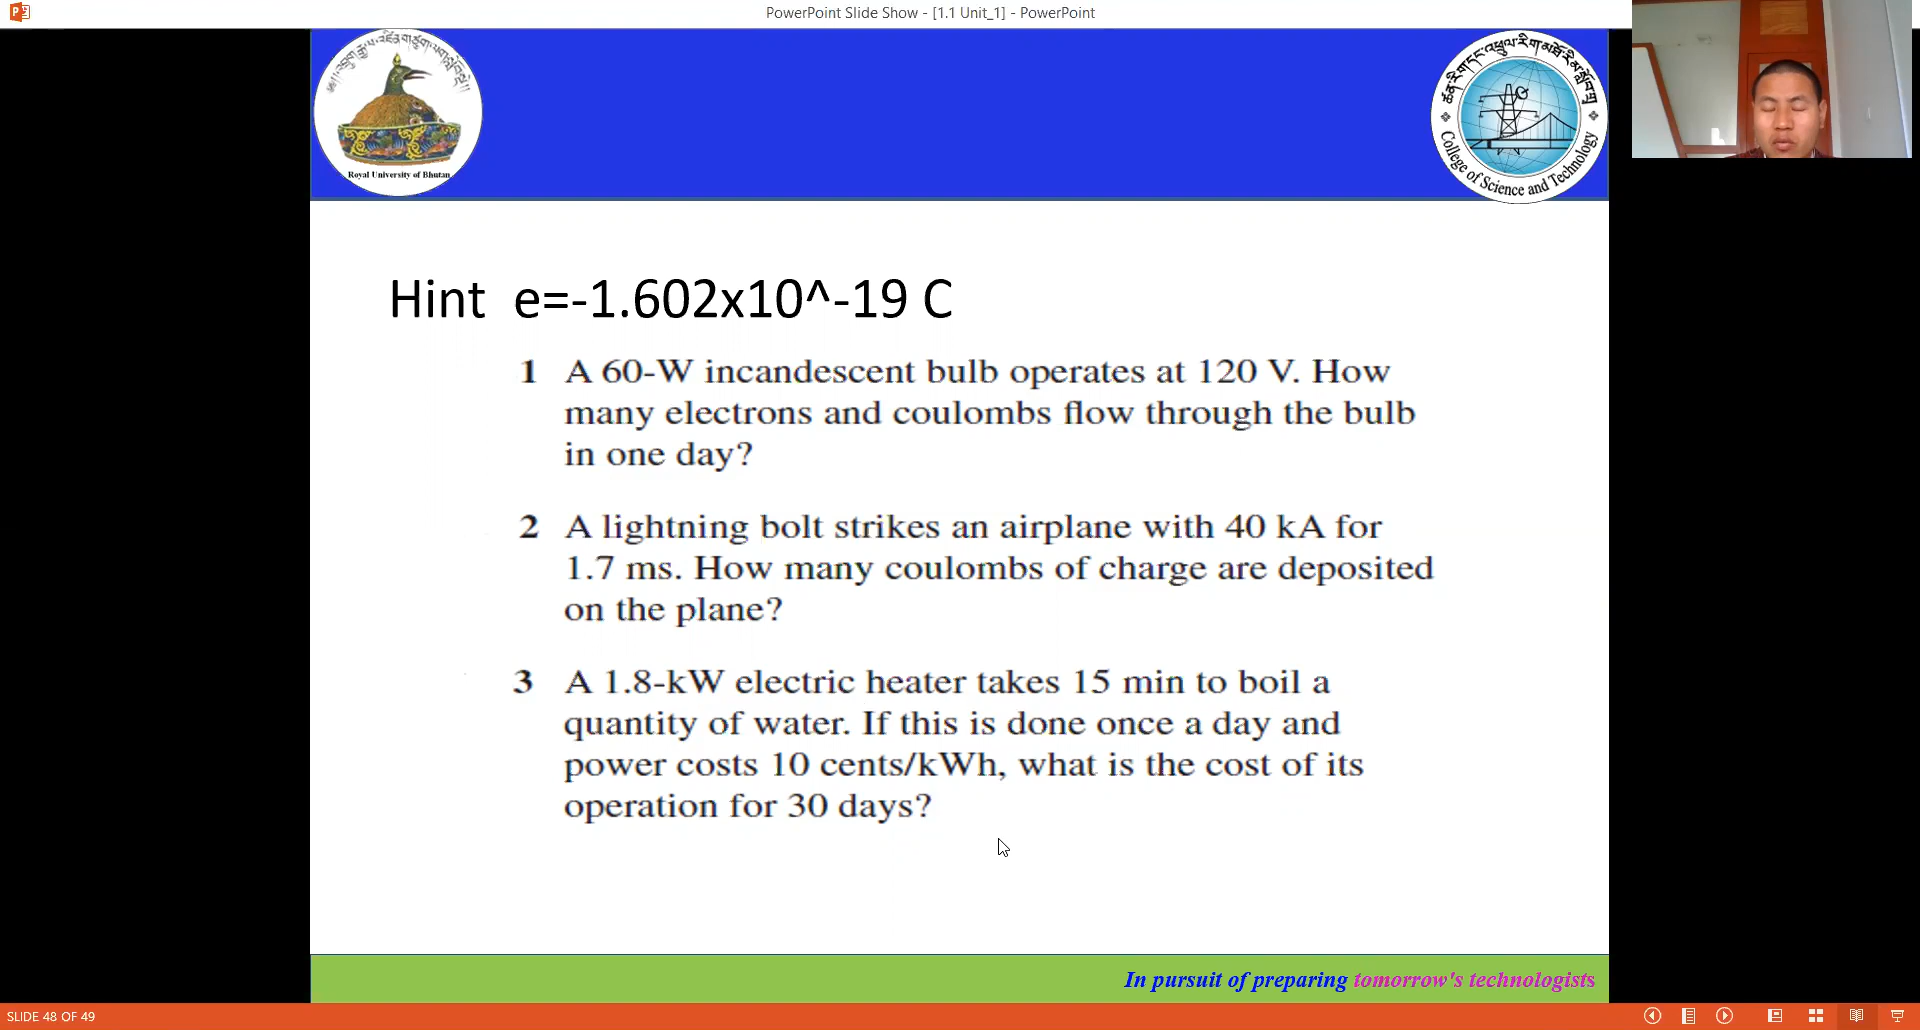 PowerPoint Slide Show - [1.1 Unit_1] - PowerPoint
Royal University of Bhutan
College of Science and Technology
Hint e=-1.602x10^-19 C
1 A 60-W incandescent bulb operates at 120 V. How
many electrons and coulombs flow through the bulb
in one day?
2 A lightning bolt strikes an airplane with 40 kA for
1.7 ms. How many coulombs of charge are deposited
on the plane?
3 A 1.8-kW electric heater takes 15 min to boil a
quantity of water. If this is done once a day and
power costs 10 cents/kWh, what is the cost of its
operation for 30 days?
In pursuit of preparing tomorrow's technologists
SLIDE 48 OF 49